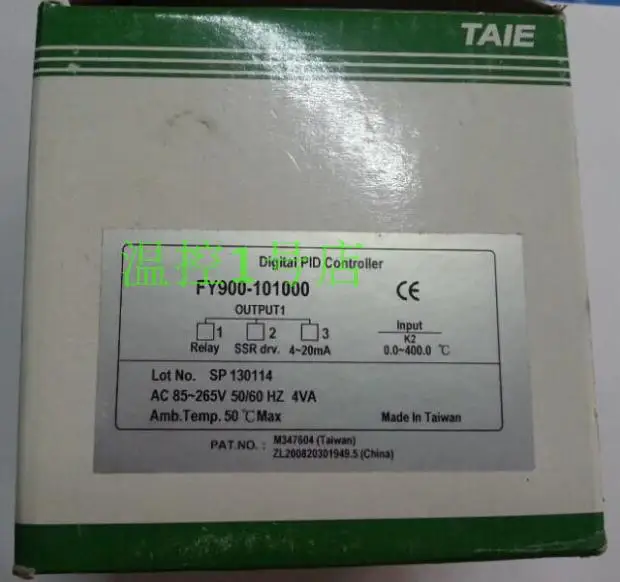 TAIE
温控1号店
Digital PID Controller
FY900-101000
CE
OUTPUT1
1 2 3
Relay SSR drv. 4~20mA
Input
K2
0.0~400.0 ℃
Lot No. SP 130114
AC 85~265V 50/60 HZ 4VA
Amb.Temp. 50 ℃ Max
Made In Taiwan
PAT.NO. : M347604 (Taiwan)
ZL200820301949.5 (China)